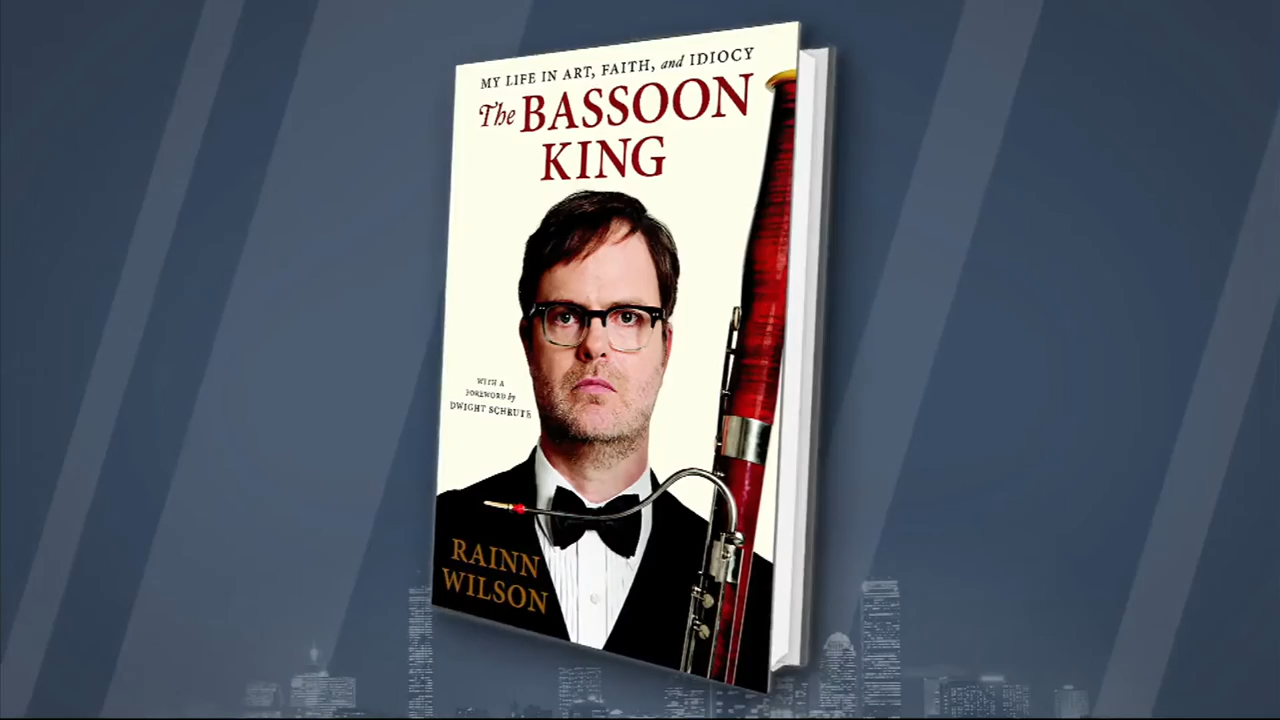 MY LIFE IN ART, FAITH, and IDIOCY
The BASSOON
KING
WITH A
FOREWORD by
DWIGHT SCHRUTE
RAINN
WILSON